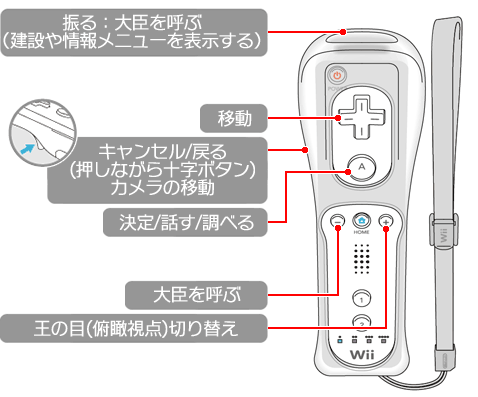 振る：大臣を呼ぶ
（建設や情報メニューを表示する）
POWER
移動
キャンセル/戻る
(押しながら十字ボタン)
カメラの移動
A
決定/話す/調べる
－
HOME
＋
大臣を呼ぶ
1
王の目(俯瞰視点)切り替え
2
Wii
Wii